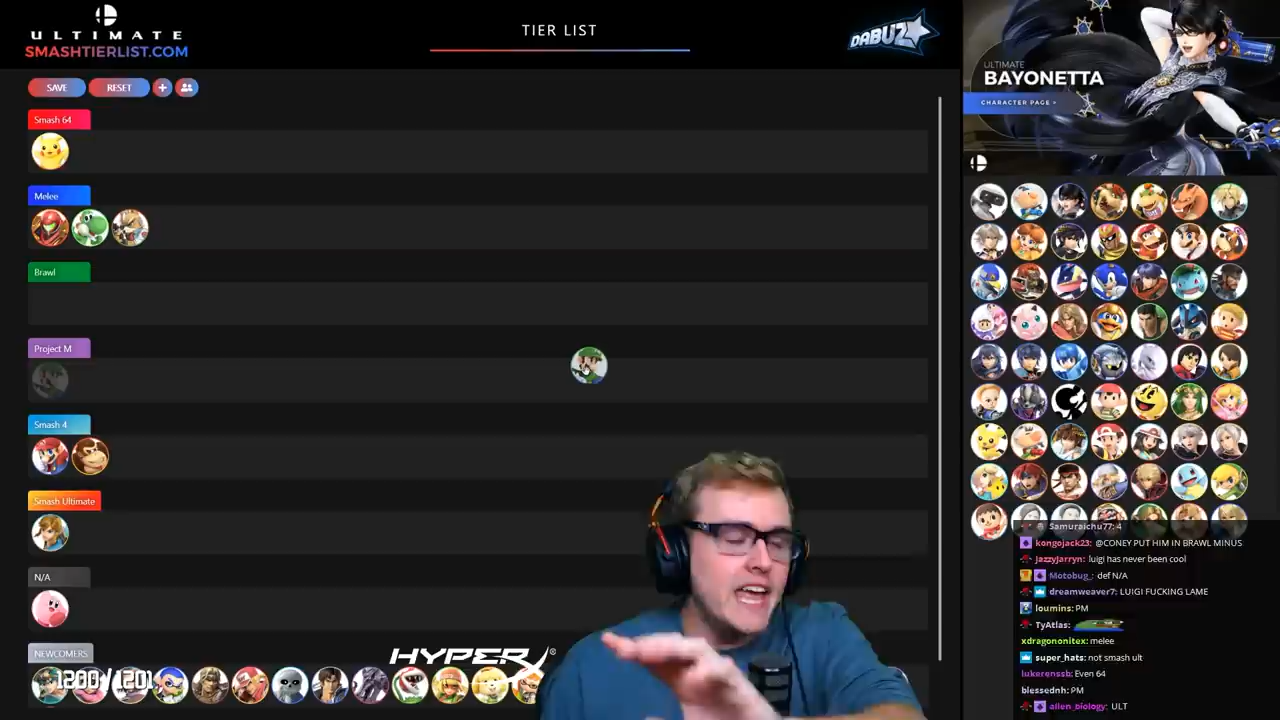 ULTIMATE
SMASHTIERLIST.COM
TIER LIST
DABUZ
SAVE
RESET
+
Smash 64
Melee
Brawl
Project M
Smash 4
Smash Ultimate
N/A
NEWCOMERS
1200/1201
HYPERX®
ULTIMATE
BAYONETTA
CHARACTER PAGE >
Samuraichu77: 4
kongojack23: @CONEY PUT HIM IN BRAWL MINUS
JazzyJarryn: luigi has never been cool
Motobug_: def N/A
dreamweaver7: LUIGI FUCKING LAME
loumins: PM
TyAtlas:
xdragononitex: melee
super_hats: not smash ult
lukarenssb: Even 64
blessednh: PM
alien_biology: ULT